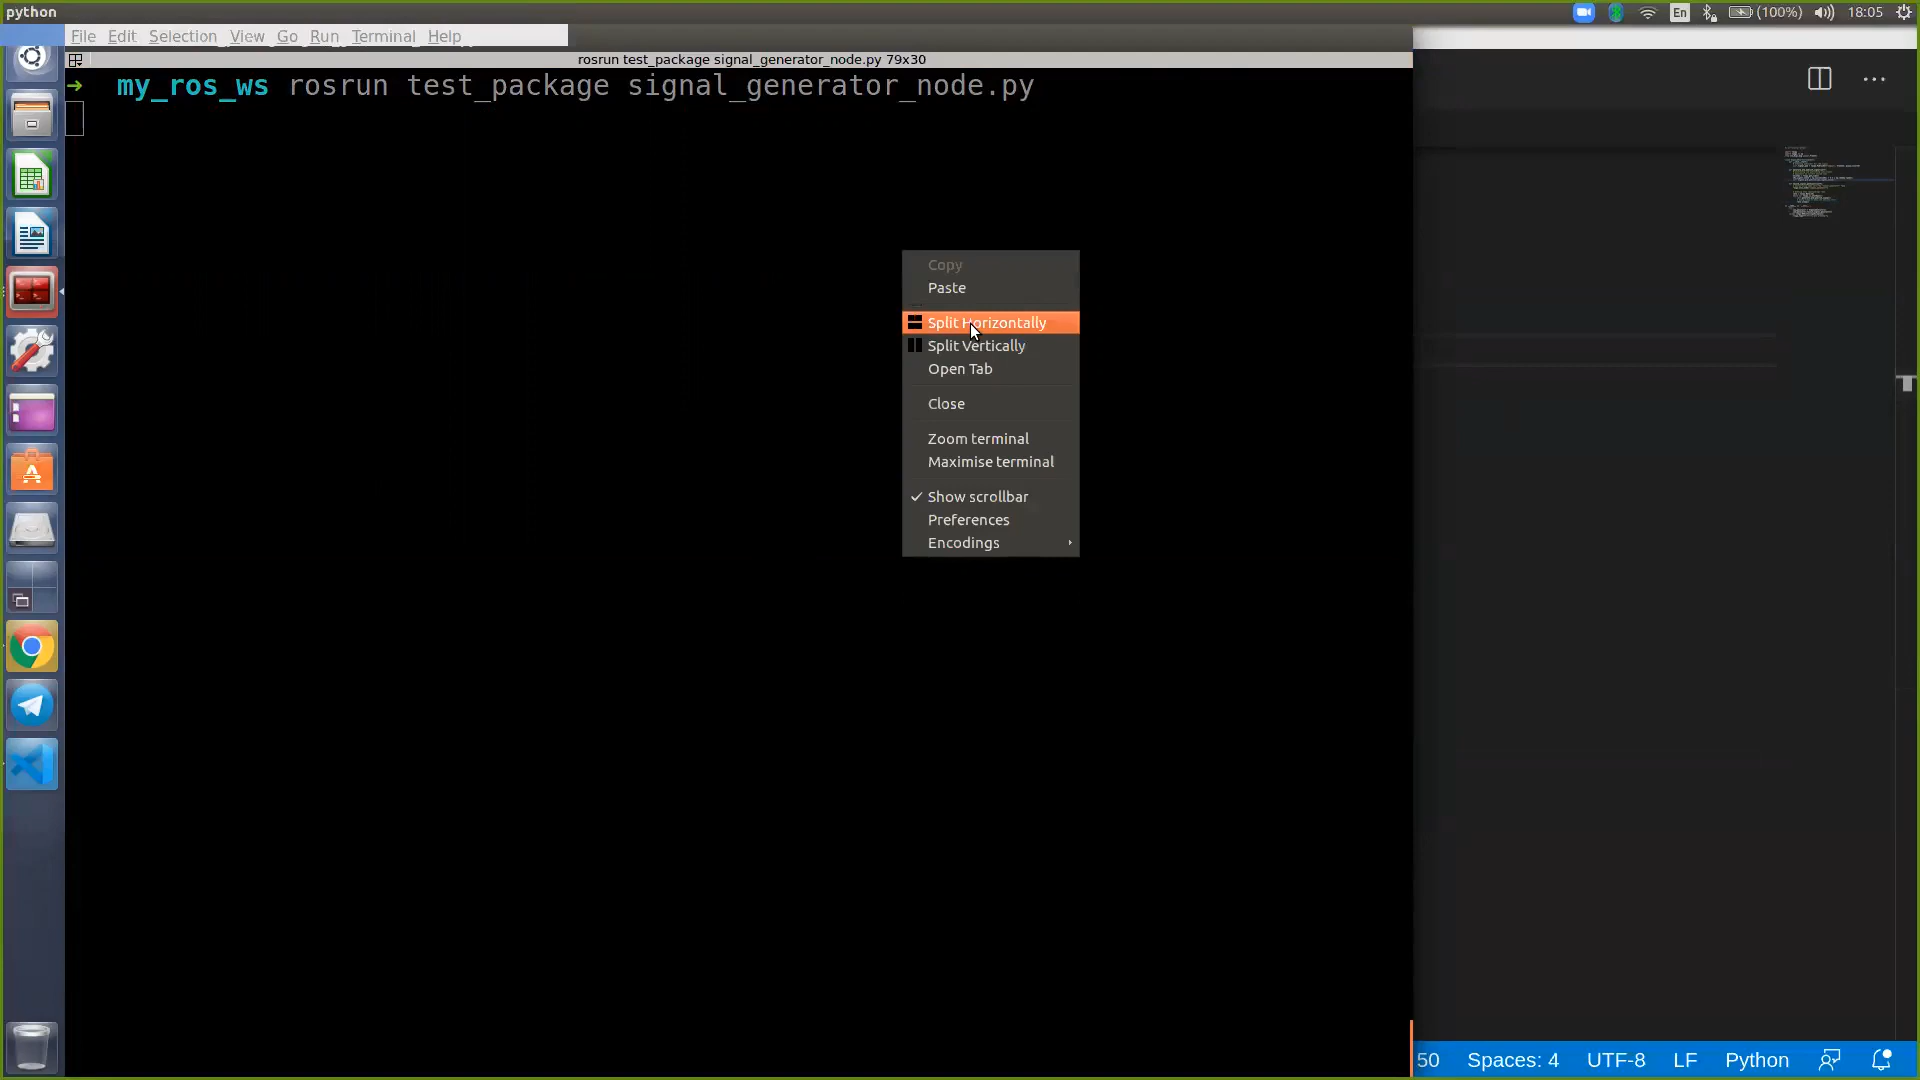 python
En
(100%)
18:05
File Edit Selection View Go Run Terminal Help
rosrun test_package signal_generator_node.py 79x30
→ my_ros_ws rosrun test_package signal_generator_node.py
Copy
Paste
Split Horizontally
Split Vertically
Open Tab
Close
Zoom terminal
Maximise terminal
✓ Show scrollbar
Preferences
Encodings
50 Spaces: 4 UTF-8 LF Python